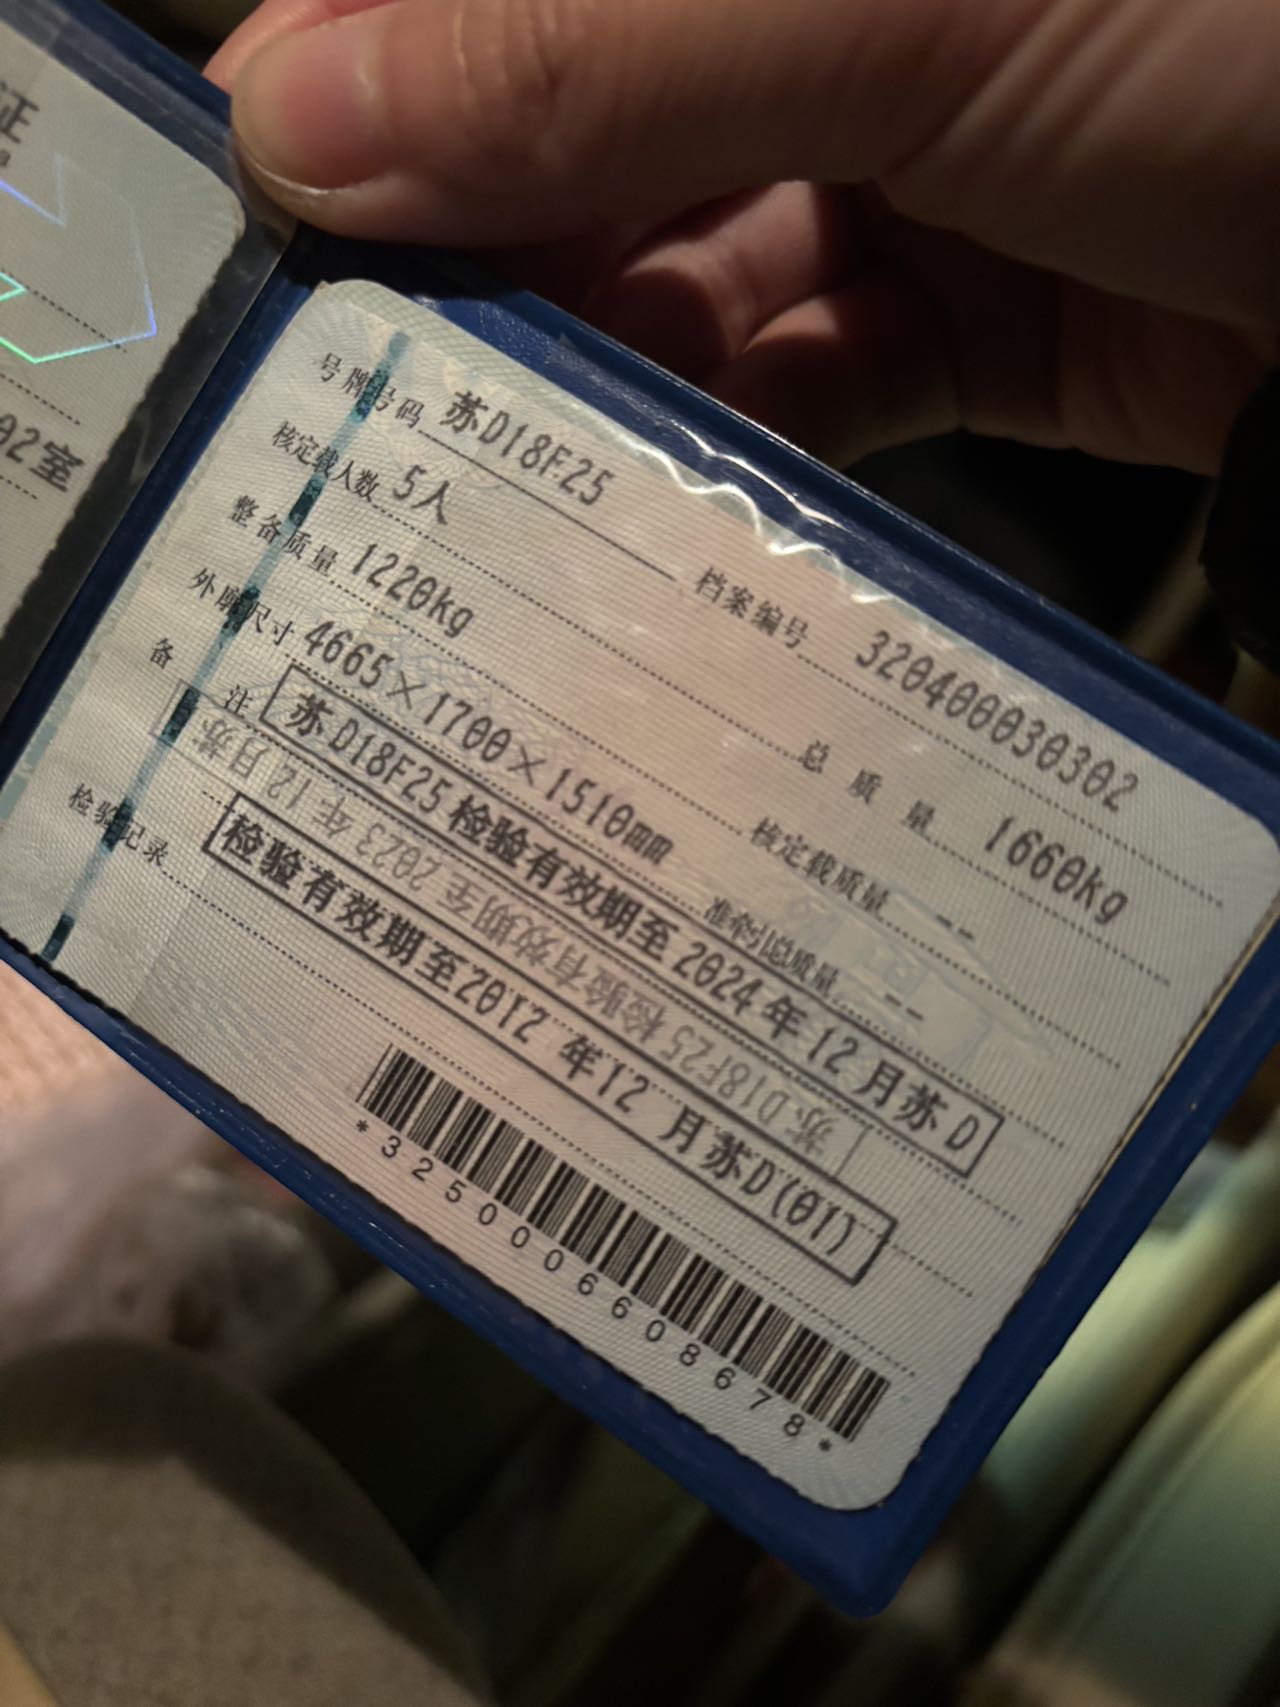 证
02室
号牌号码 苏D18F25 档案编号 320400030302
核定载人数 5人 总质量 1660kg
整备质量 1220kg 核定载质量 --
外廓尺寸 4665×1700×1510mm 准牵引总质量 --
备注 苏D18F25检验有效期至2024年12月苏D
苏D18F25检验有效期至2023年12月苏
检验记录 检验有效期至2012年12月苏D(01)
*3250006608678*